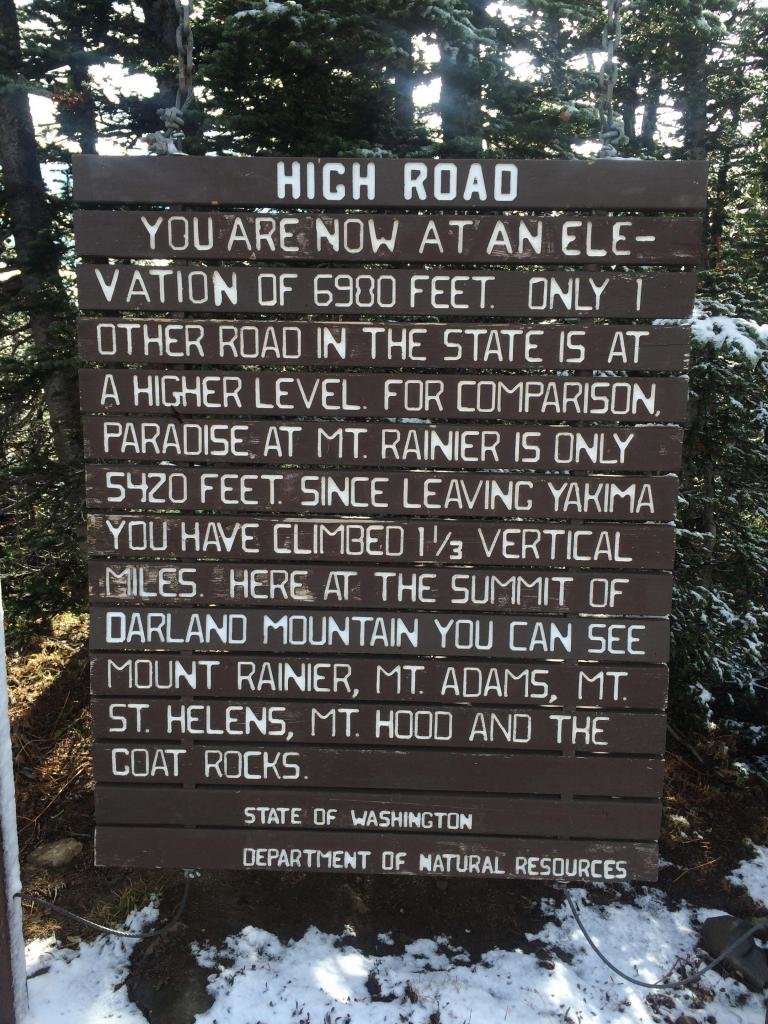 HIGH ROAD
YOU ARE NOW AT AN ELE-
VATION OF 6980 FEET. ONLY 1
OTHER ROAD IN THE STATE IS AT
A HIGHER LEVEL. FOR COMPARISON,
PARADISE AT MT. RAINIER IS ONLY
5420 FEET. SINCE LEAVING YAKIMA
YOU HAVE CLIMBED 1 1/3 VERTICAL
MILES. HERE AT THE SUMMIT OF
DARLAND MOUNTAIN YOU CAN SEE
MOUNT RAINIER, MT. ADAMS, MT.
ST. HELENS, MT. HOOD AND THE
GOAT ROCKS.
STATE OF WASHINGTON
DEPARTMENT OF NATURAL RESOURCES